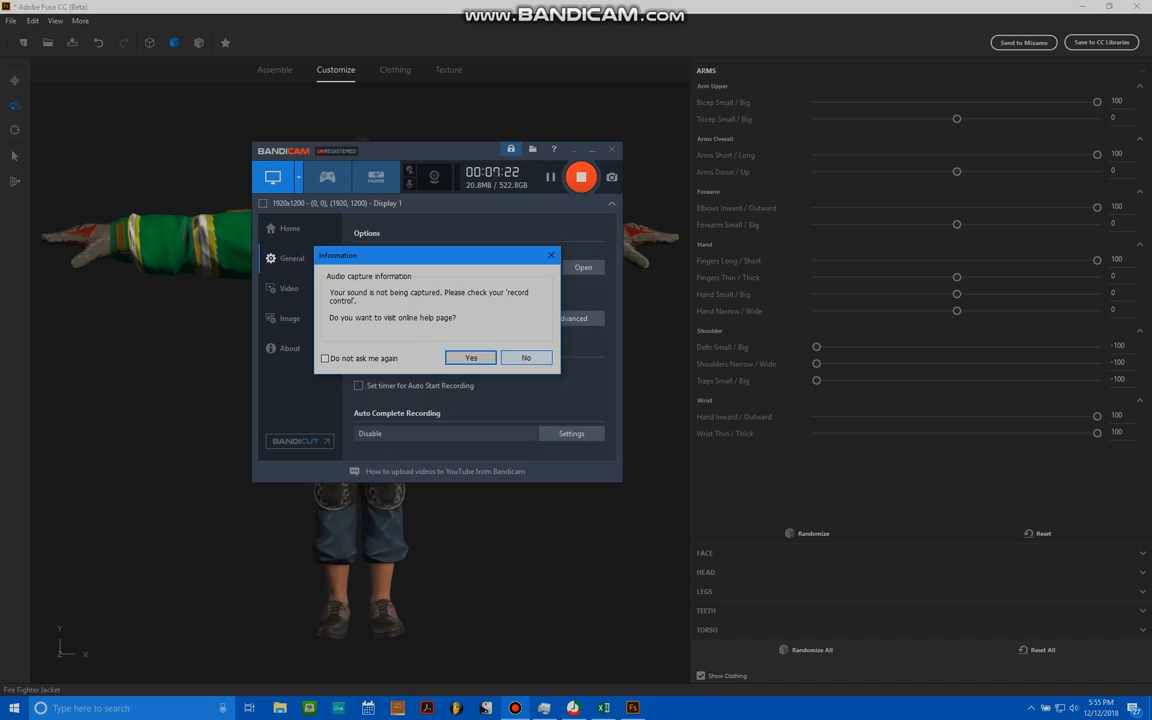 * Adobe Fuse CC (Beta)
www.BANDICAM.com
File Edit View More
Send to Mixamo Save to CC Libraries
Assemble Customize Clothing Texture
ARMS
Arm Upper
Bicep Small / Big 100
Tricep Small / Big 0
Arms Overall
Arms Short / Long 100
Arms Down / Up 0
Forearm
Elbows Inward / Outward 100
Forearm Small / Big 0
Hand
Fingers Long / Short 100
Fingers Thin / Thick 0
Hand Small / Big 0
Hand Narrow / Wide 0
Shoulder
Delts Small / Big -100
Shoulders Narrow / Wide -100
Traps Small / Big -100
Wrist
Hand Inward / Outward 100
Wrist Thin / Thick 100
Randomize Reset
FACE
HEAD
LEGS
TEETH
TORSO
Randomize All Reset All
Show Clothing
BANDICAM UNREGISTERED
HDMI
00:07:22
20.8MB / 522.8GB
1920x1200 - (0, 0), (1920, 1200) - Display 1
Home
General
Video
Image
About
BANDICUT
Options
Open
dvanced
Set timer for Auto Start Recording
Auto Complete Recording
Disable Settings
How to upload videos to YouTube from Bandicam
Information
Audio capture information
Your sound is not being captured. Please check your 'record
control'.
Do you want to visit online help page?
Do not ask me again Yes No
Y
Z X
Fire Fighter Jacket
Type here to search
Live
Fs
5:55 PM
12/12/2018
27